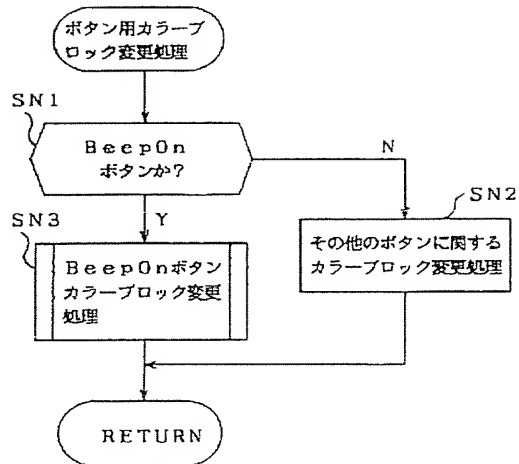 ボタン用カラーブ
ロック変更処理
SN1
BeepOn
ボタンか?
N
SN2
Y
SN3
その他のボタンに関する
カラーブロック変更処理
BeepOnボタン
カラーブロック変更
処理
RETURN